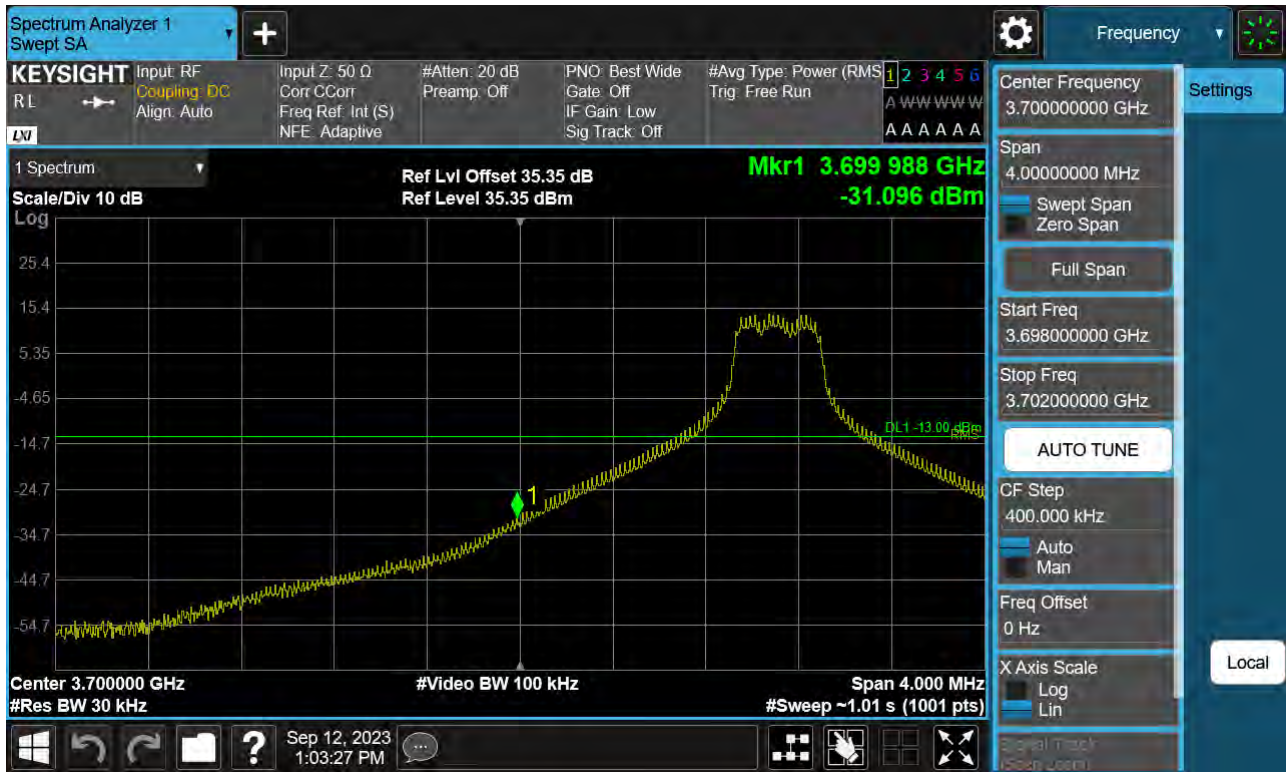 Spectrum Analyzer 1
Swept SA
+
Frequency
KEYSIGHT
RL
LXI
Input: RF
Coupling: DC
Align: Auto
Input Z: 50 Ω
Corr CCorr
Freq Ref: Int (S)
NFE: Adaptive
#Atten: 20 dB
Preamp: Off
PNO: Best Wide
Gate: Off
IF Gain: Low
Sig Track: Off
#Avg Type: Power (RMS
Trig: Free Run
1 2 3 4 5 6
A W W W W W
A A A A A A
1 Spectrum
Scale/Div 10 dB
Log
Ref Lvl Offset 35.35 dB
Ref Level 35.35 dBm
Mkr1 3.699 988 GHz
-31.096 dBm
25.4
15.4
5.35
-4.65
-14.7
-24.7
-34.7
-44.7
-54.7
1
DL1 -13.00 dBm
RMS
Center 3.700000 GHz
#Res BW 30 kHz
#Video BW 100 kHz
Span 4.000 MHz
#Sweep ~1.01 s (1001 pts)
Center Frequency
3.700000000 GHz
Span
4.00000000 MHz
Swept Span
Zero Span
Full Span
Start Freq
3.698000000 GHz
Stop Freq
3.702000000 GHz
AUTO TUNE
CF Step
400.000 kHz
Auto
Man
Freq Offset
0 Hz
X Axis Scale
Log
Lin
Signal Track
(Span Zoom)
Settings
Local
?
Sep 12, 2023
1:03:27 PM